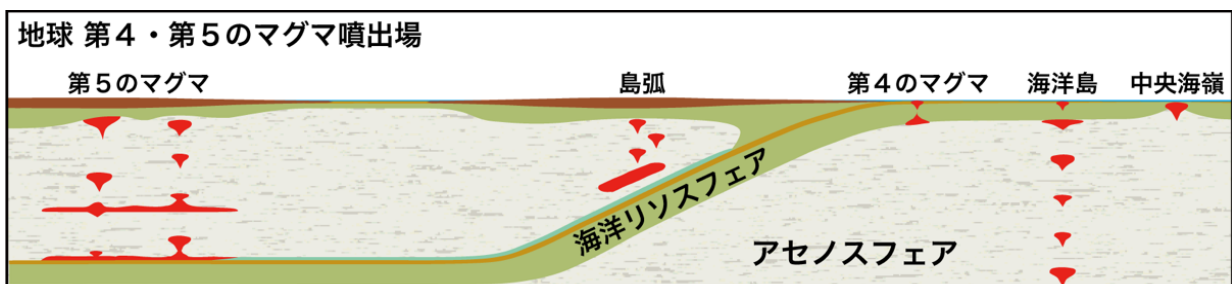 地球 第４・第５のマグマ噴出場
第５のマグマ
島弧
第４のマグマ
海洋島
中央海嶺
海洋リソスフェア
アセノスフェア